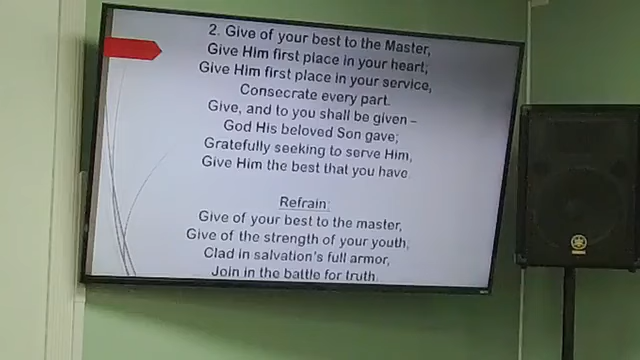 2. Give of your best to the Master,
Give Him first place in your heart;
Give Him first place in your service,
Consecrate every part.
Give, and to you shall be given –
God His beloved Son gave;
Gratefully seeking to serve Him,
Give Him the best that you have.
Refrain:
Give of your best to the master,
Give of the strength of your youth,
Clad in salvation's full armor,
Join in the battle for truth.